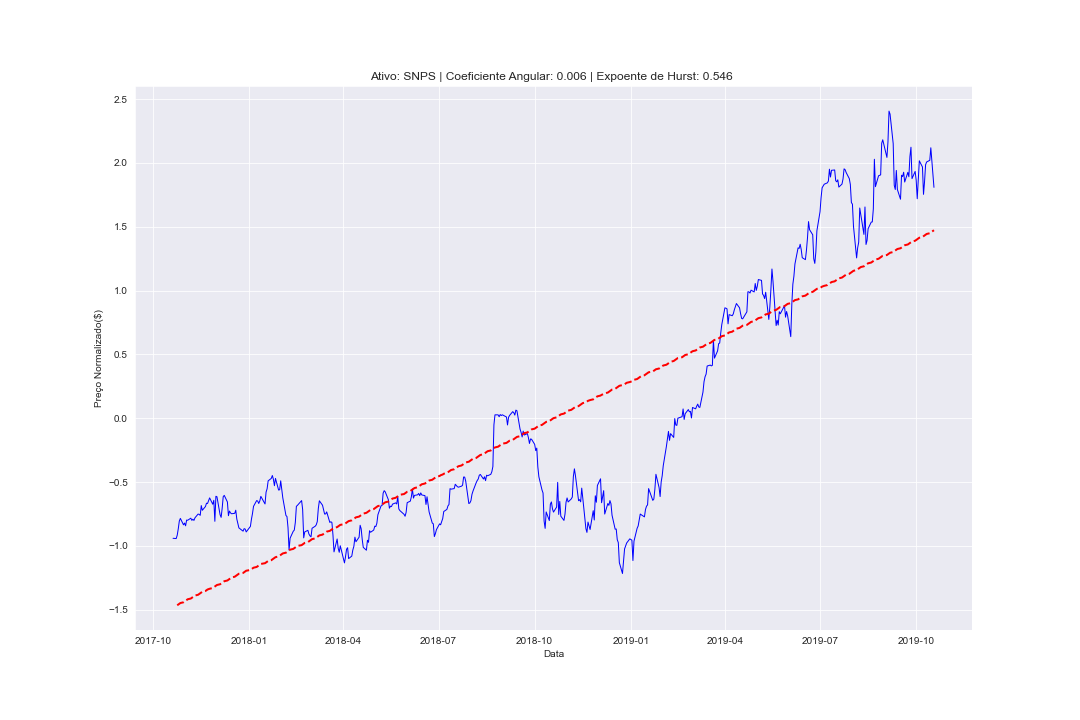 Ativo: SNPS | Coeficiente Angular: 0.006 | Expoente de Hurst: 0.546
2.5
2.0
1.5
1.0
0.5
0.0
−0.5
−1.0
−1.5
Preço Normalizado($)
2017-10 2018-01 2018-04 2018-07 2018-10 2019-01 2019-04 2019-07 2019-10
Data